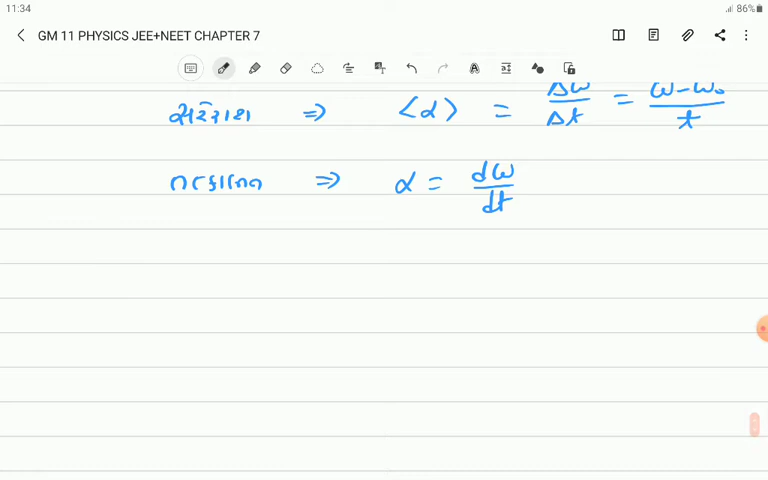 11:34 86%
GM 11 PHYSICS JEE+NEET CHAPTER 7
સરેરાશ ⇒ <α> = Δω/Δt = ω-ω₀/t
⇒ α = dω/dt